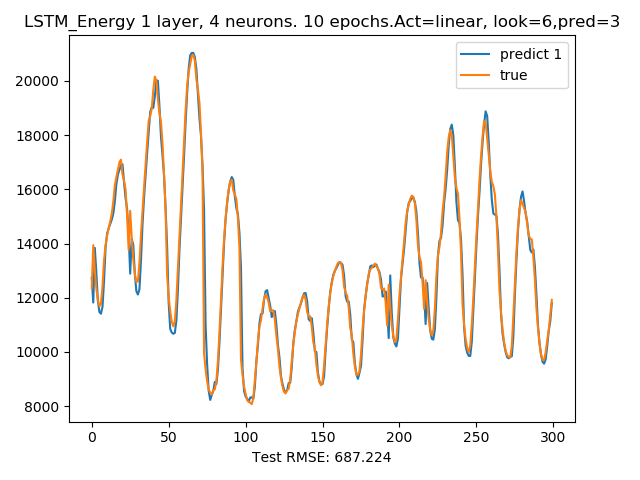 LSTM_Energy 1 layer, 4 neurons. 10 epochs.Act=linear, look=6,pred=3
predict 1
true
20000
18000
16000
14000
12000
10000
8000
0 50 100 150 200 250 300
Test RMSE: 687.224